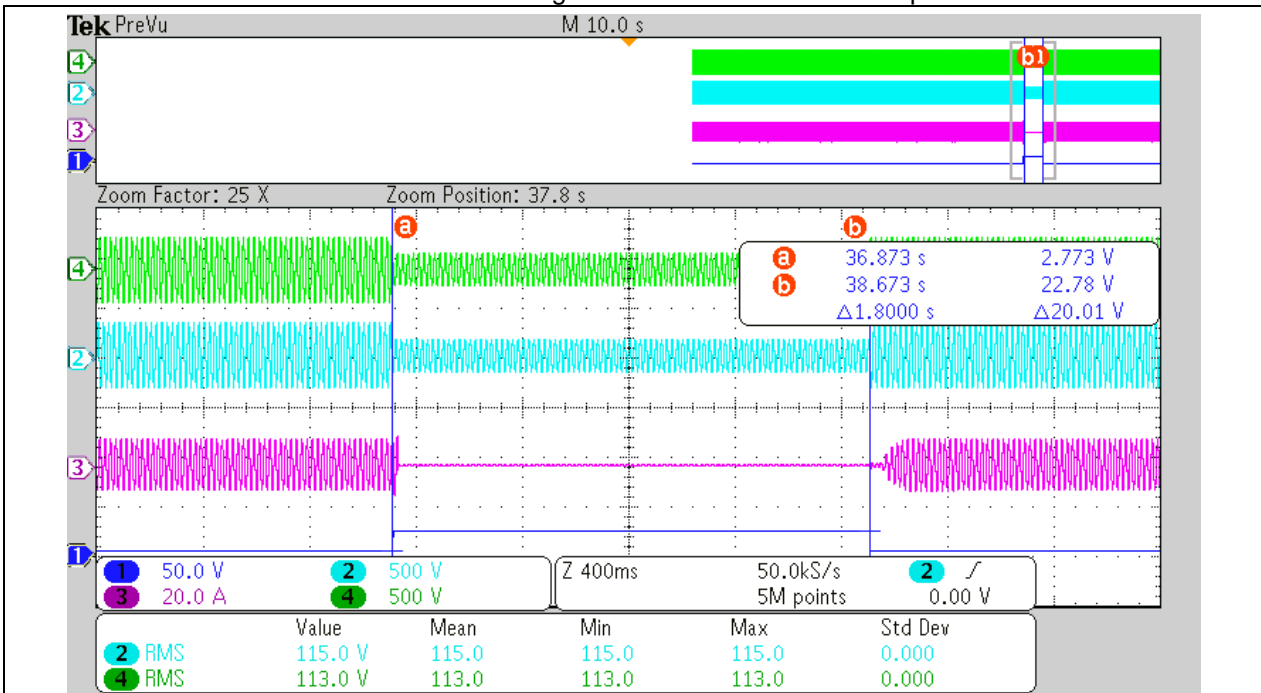 Tek PreVu M 10.0 s
4
b 1
2
3
1
Zoom Factor: 25 X Zoom Position: 37.8 s
a b
a 36.873 s 2.773 V
4
b 38.673 s 22.78 V
△1.8000 s △20.01 V
2
3
1
1 50.0 V 2 500 V Z 400ms 50.0kS/s 2
3 20.0 A 4 500 V 5M points 0.00 V
Value Mean Min Max Std Dev
2 RMS 115.0 V 115.0 115.0 115.0 0.000
4 RMS 113.0 V 113.0 113.0 113.0 0.000